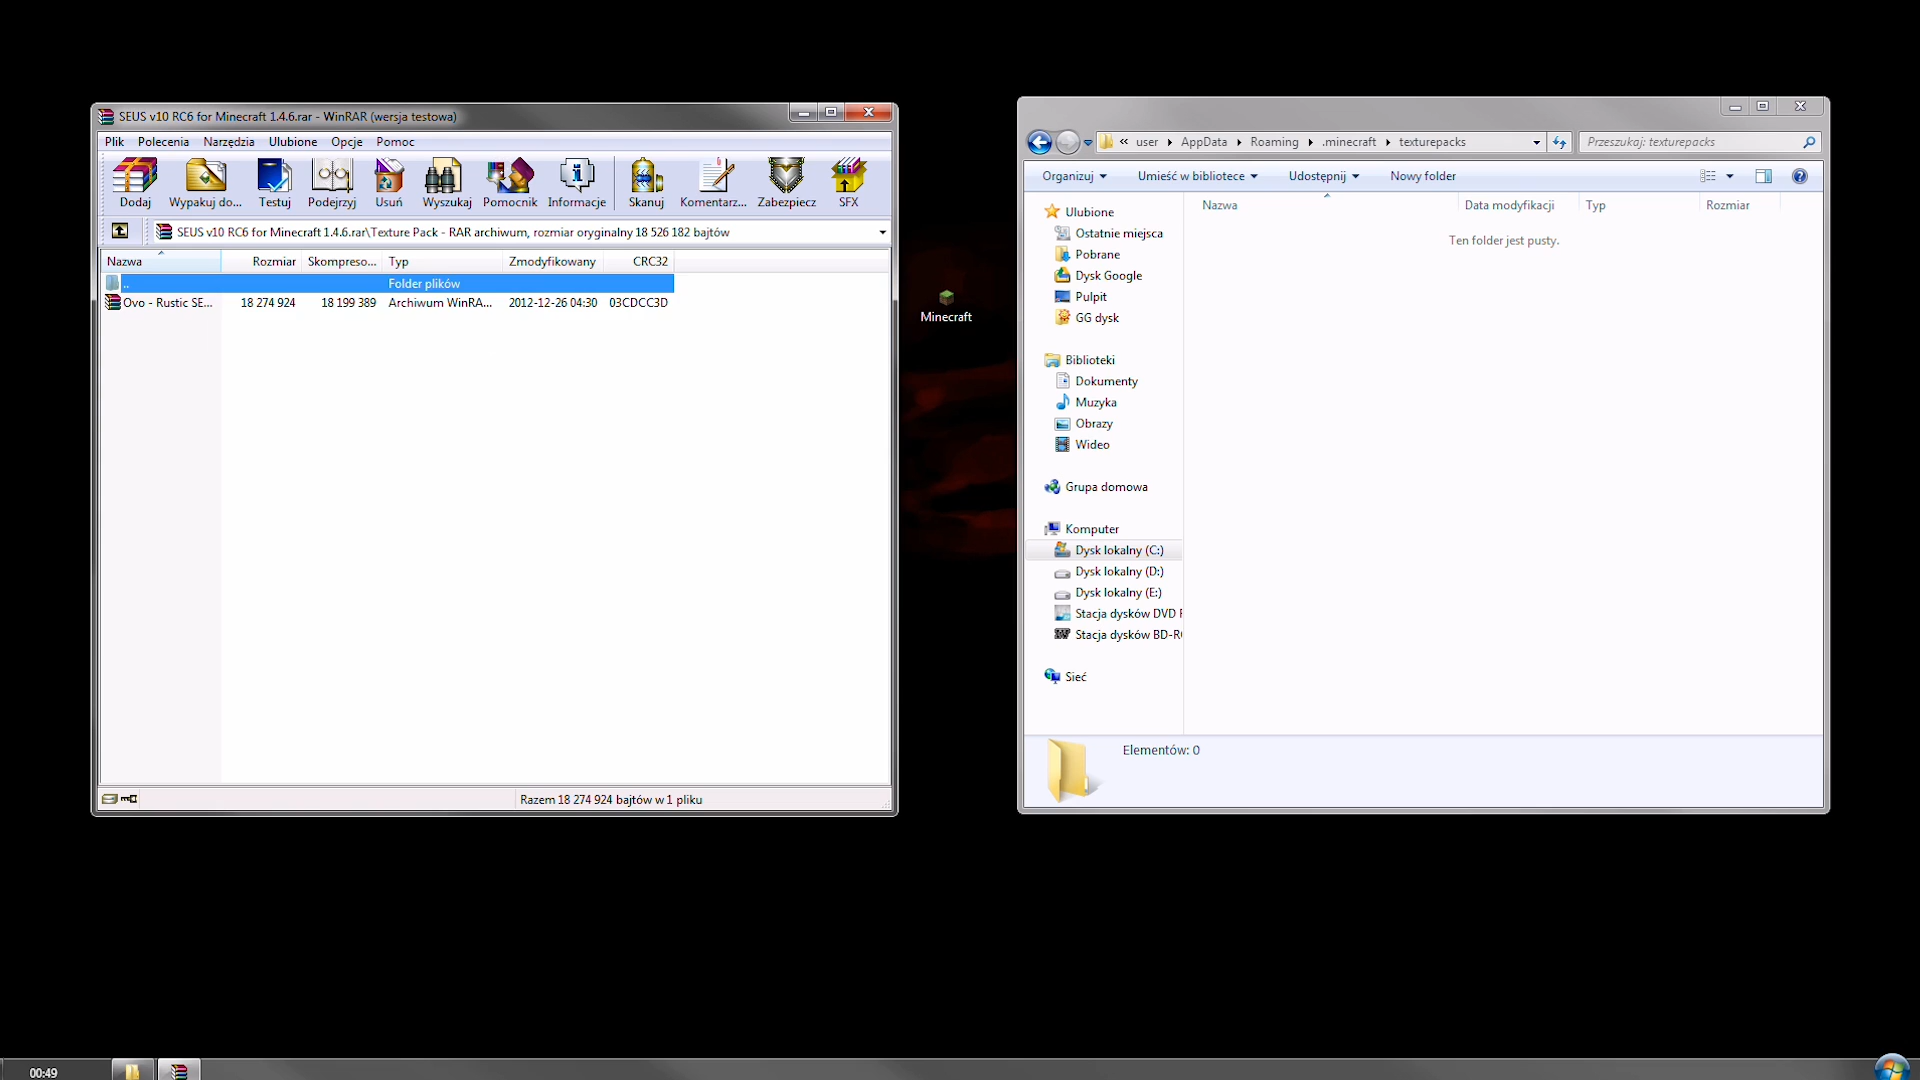 SEUS v10 RC6 for Minecraft 1.4.6.rar - WinRAR (wersja testowa)
Plik Polecenia Narzędzia Ulubione Opcje Pomoc
Dodaj Wypakuj do... Testuj Podejrzyj Usuń Wyszukaj Pomocnik Informacje Skanuj Komentarz... Zabezpiecz SFX
SEUS v10 RC6 for Minecraft 1.4.6.rar\Texture Pack - RAR archiwum, rozmiar oryginalny 18 526 182 bajtów
Nazwa Rozmiar Skompreso... Typ Zmodyfikowany CRC32
.. Folder plików
Ovo - Rustic SE... 18 274 924 18 199 389 Archiwum WinRA... 2012-12-26 04:30 03CDCC3D
Razem 18 274 924 bajtów w 1 pliku
Minecraft
« user AppData Roaming .minecraft texturepacks
Przeszukaj: texturepacks
Organizuj Umieść w bibliotece Udostępnij Nowy folder
Ulubione
Ostatnie miejsca
Pobrane
Dysk Google
Pulpit
GG dysk
Biblioteki
Dokumenty
Muzyka
Obrazy
Wideo
Grupa domowa
Komputer
Dysk lokalny (C:)
Dysk lokalny (D:)
Dysk lokalny (E:)
Stacja dysków DVD
Stacja dysków BD-R
Sieć
Nazwa Data modyfikacji Typ Rozmiar
Ten folder jest pusty.
Elementów: 0
00:49